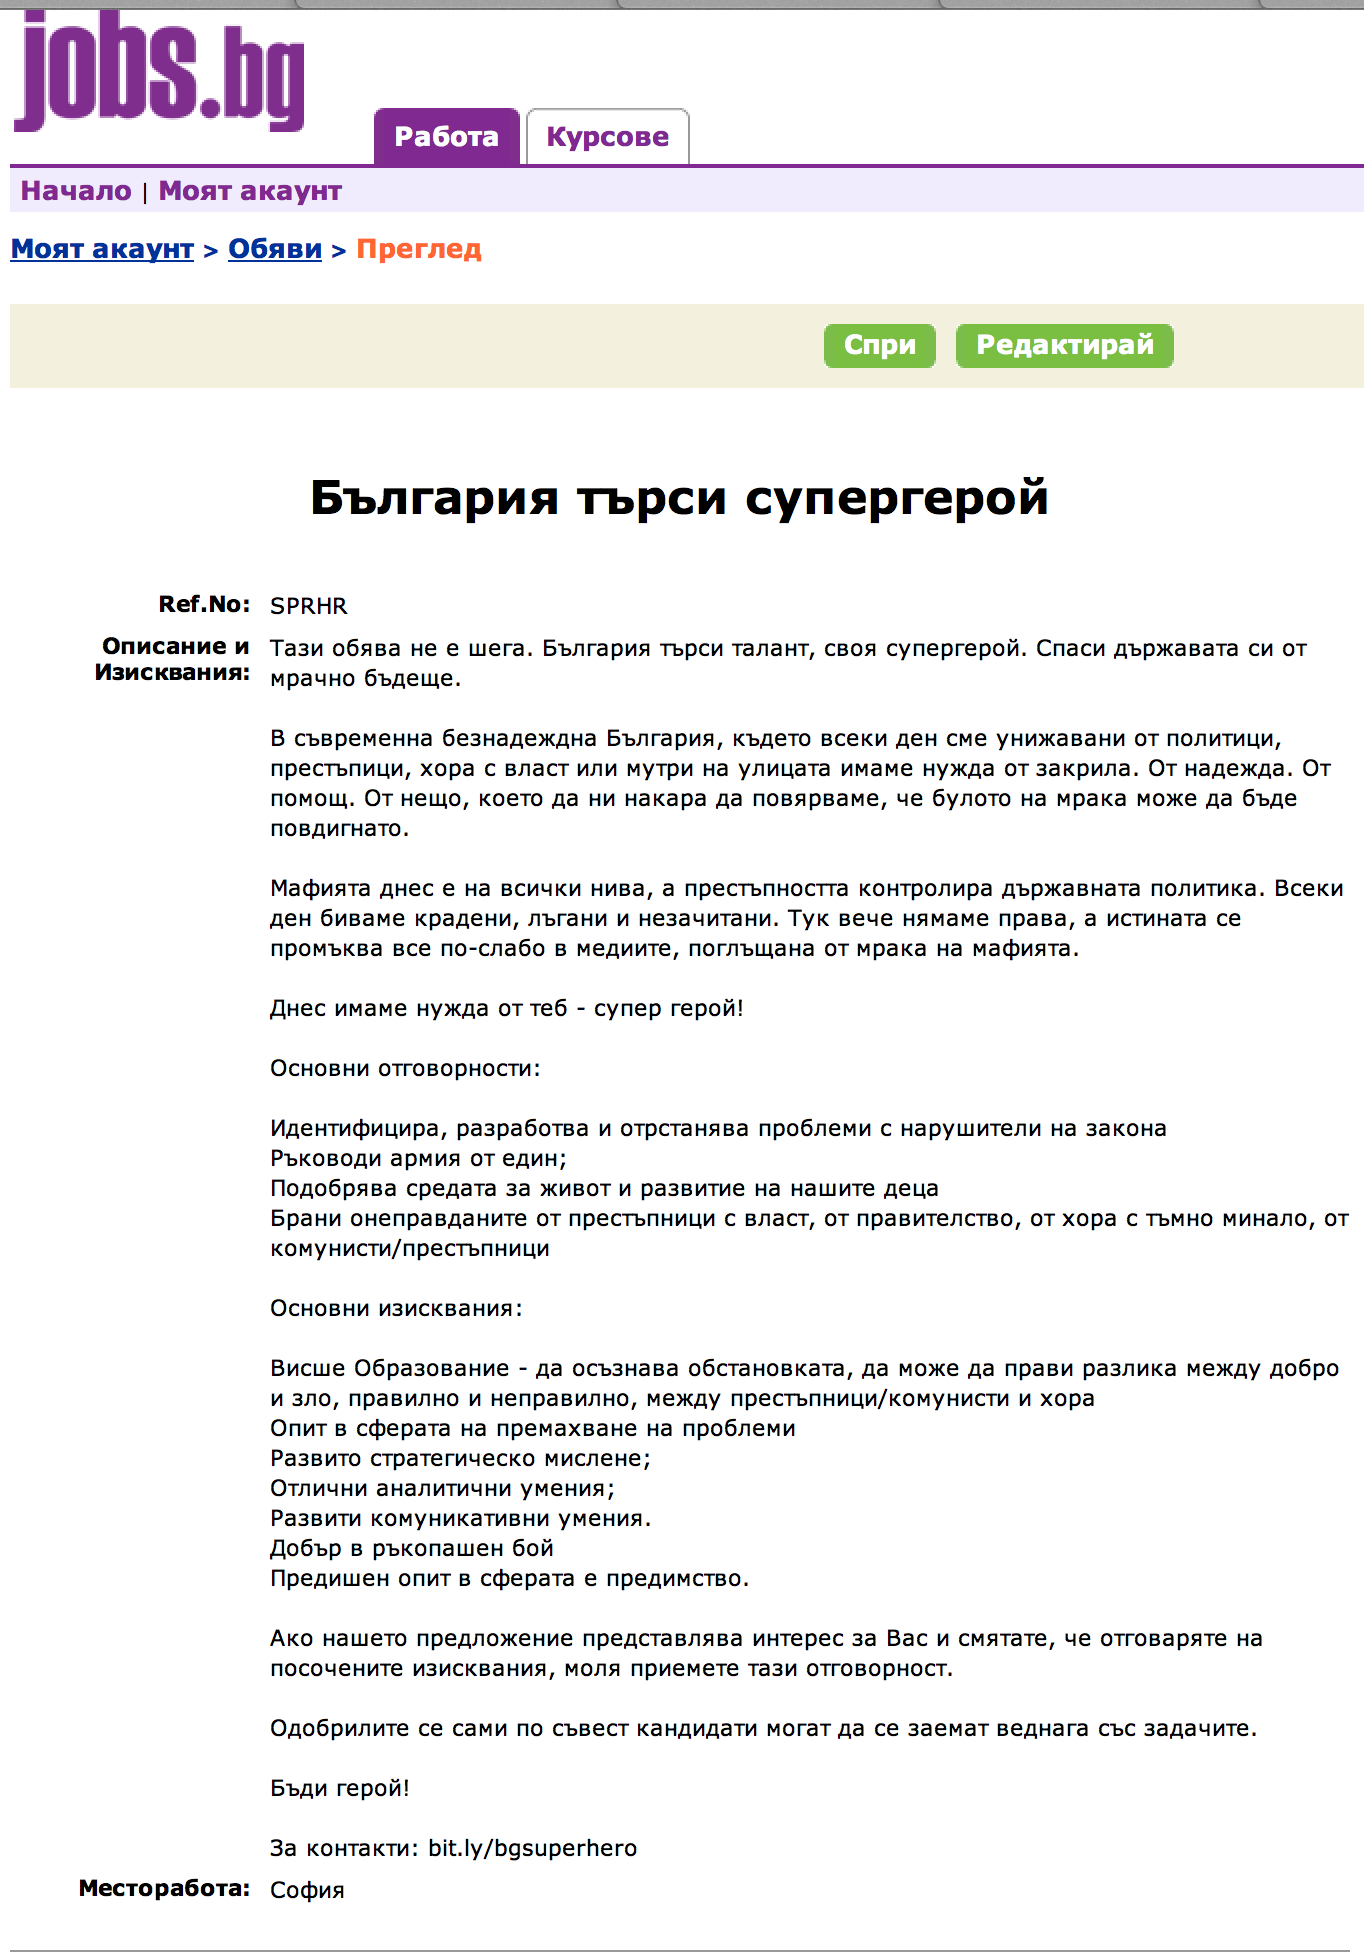 jobs.bg
Работа
Курсове
Начало | Моят акаунт
Моят акаунт > Обяви > Преглед
Спри
Редактирай
България търси супергерой
Ref.No: SPRHR
Описание и Изисквания:
Тази обява не е шега. България търси талант, своя супергерой. Спаси държавата си от
мрачно бъдеще.
В съвременна безнадеждна България, където всеки ден сме унижавани от политици,
престъпици, хора с власт или мутри на улицата имаме нужда от закрила. От надежда. От
помощ. От нещо, което да ни накара да повярваме, че булото на мрака може да бъде
повдигнато.
Мафията днес е на всички нива, а престъпността контролира държавната политика. Всеки
ден биваме крадени, лъгани и незачитани. Тук вече нямаме права, а истината се
промъква все по-слабо в медиите, поглъщана от мрака на мафията.
Днес имаме нужда от теб - супер герой!
Основни отговорности:
Идентифицира, разработва и отрстанява проблеми с нарушители на закона
Ръководи армия от един;
Подобрява средата за живот и развитие на нашите деца
Брани онеправданите от престъпници с власт, от правителство, от хора с тъмно минало, от
комунисти/престъпници
Основни изисквания:
Висше Образование - да осъзнава обстановката, да може да прави разлика между добро
и зло, правилно и неправилно, между престъпници/комунисти и хора
Опит в сферата на премахване на проблеми
Развито стратегическо мислене;
Отлични аналитични умения;
Развити комуникативни умения.
Добър в ръкопашен бой
Предишен опит в сферата е предимство.
Ако нашето предложение представлява интерес за Вас и смятате, че отговаряте на
посочените изисквания, моля приемете тази отговорност.
Одобрилите се сами по съвест кандидати могат да се заемат веднага със задачите.
Бъди герой!
За контакти: bit.ly/bgsuperhero
Месторабота: София